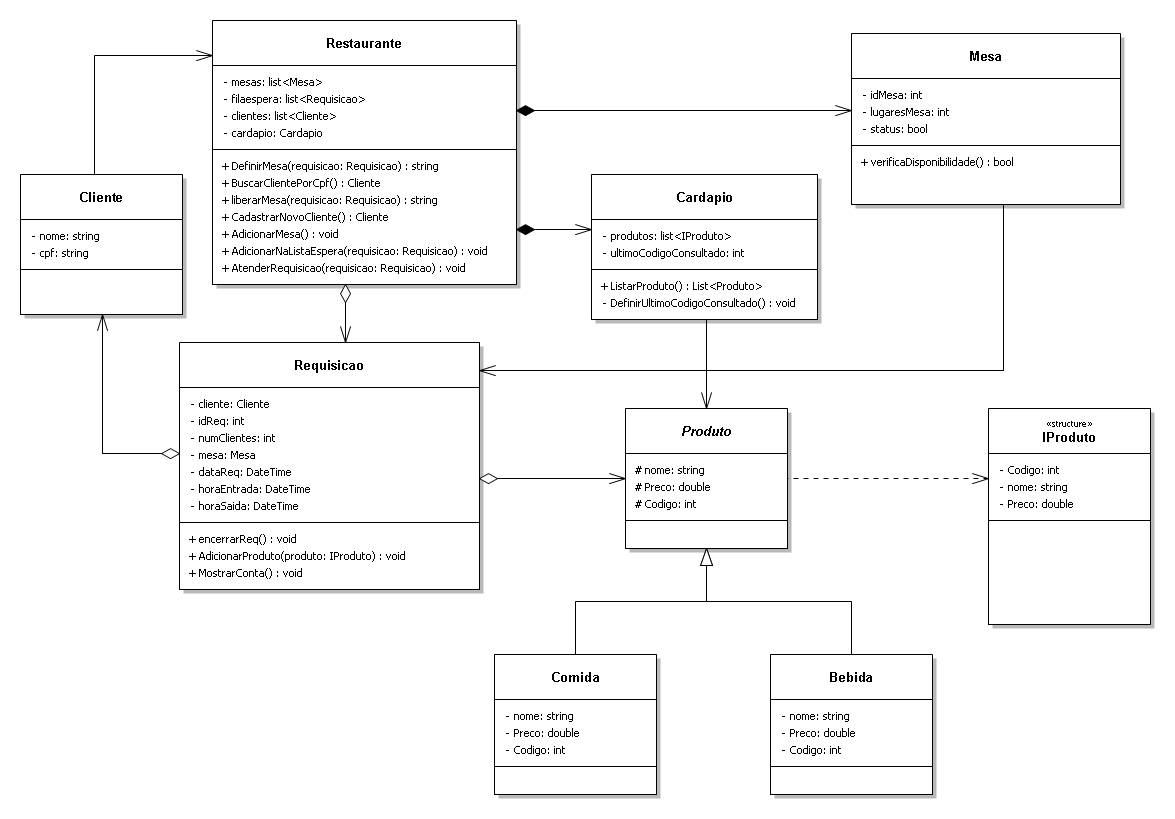 Restaurante
- mesas: list<Mesa>
- filaespera: list<Requisicao>
- clientes: list<Cliente>
- cardapio: Cardapio
+ DefinirMesa(requisicao: Requisicao) : string
+ BuscarClientePorCpf() : Cliente
+ liberarMesa(requisicao: Requisicao) : string
+ CadastrarNovoCliente() : Cliente
+ AdicionarMesa() : void
+ AdicionarNaListaEspera(requisicao: Requisicao) : void
+ AtenderRequisicao(requisicao: Requisicao) : void
Mesa
- idMesa: int
- lugaresMesa: int
- status: bool
+ verificaDisponibilidade() : bool
Cliente
- nome: string
- cpf: string
Cardapio
- produtos: list<IProduto>
- ultimoCodigoConsultado: int
+ ListarProduto() : List<Produto>
- DefinirUltimoCodigoConsultado() : void
Requisicao
- cliente: Cliente
- idReq: int
- numClientes: int
- mesa: Mesa
- dataReq: DateTime
- horaEntrada: DateTime
- horaSaida: DateTime
+ encerrarReq() : void
+ AdicionarProduto(produto: IProduto) : void
+ MostrarConta() : void
Produto
# nome: string
# Preco: double
# Codigo: int
«structure»
IProduto
- Codigo: int
- nome: string
- Preco: double
Comida
- nome: string
- Preco: double
- Codigo: int
Bebida
- nome: string
- Preco: double
- Codigo: int